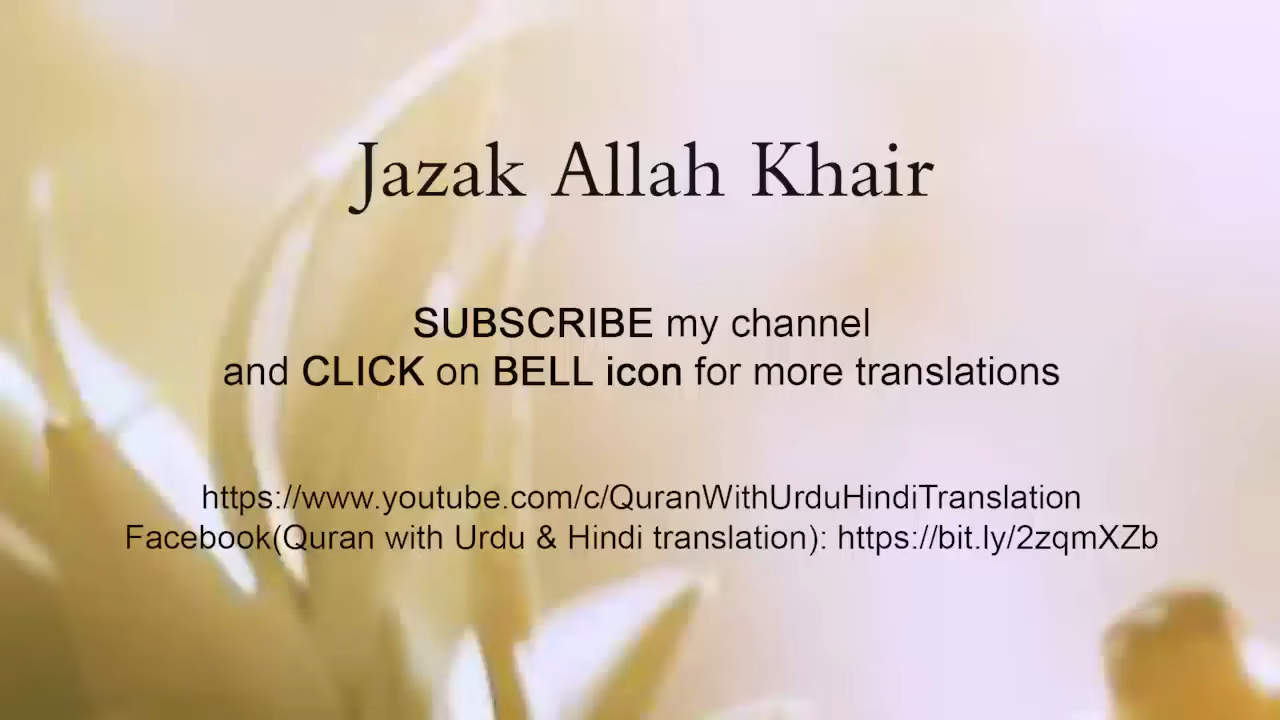 Jazak Allah Khair
SUBSCRIBE my channel
and CLICK on BELL icon for more translations
https://www.youtube.com/c/QuranWithUrduHindiTranslation
Facebook(Quran with Urdu & Hindi translation): https://bit.ly/2zqmXZb